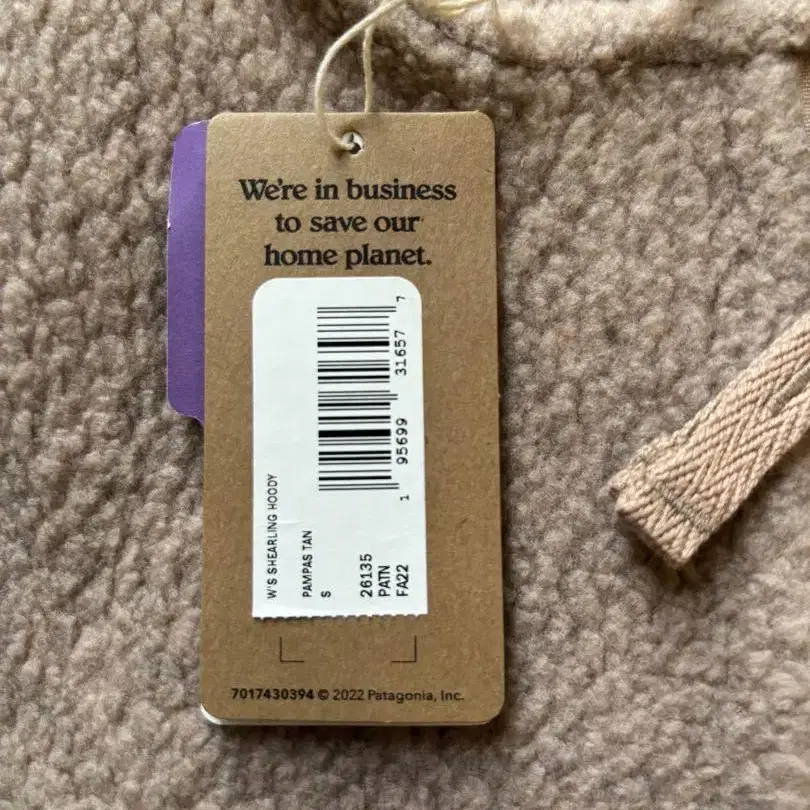 We're in business
to save our
home planet.
W'S SHEARLING HOODY
PAMPAS TAN
S
1 95699 31657 7
26135
PATN
FA22
7017430394 © 2022 Patagonia, Inc.